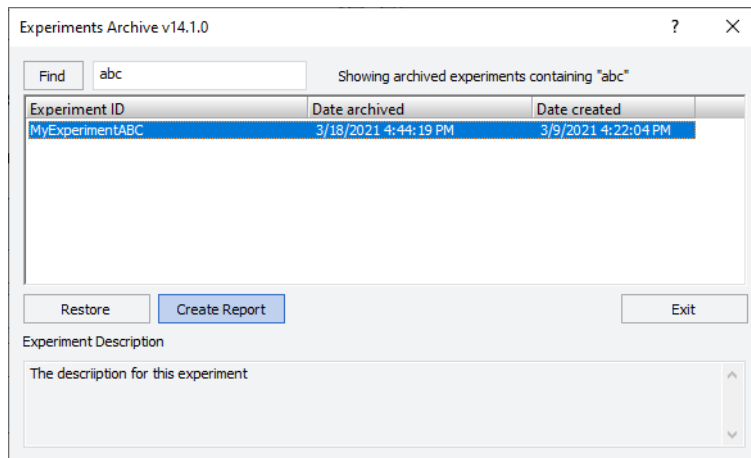 Experiments Archive v14.1.0 ?
Find abc Showing archived experiments containing "abc"
Experiment ID Date archived Date created
MyExperimentABC 3/18/2021 4:44:19 PM 3/9/2021 4:22:04 PM
Restore Create Report Exit
Experiment Description
The descriiption for this experiment